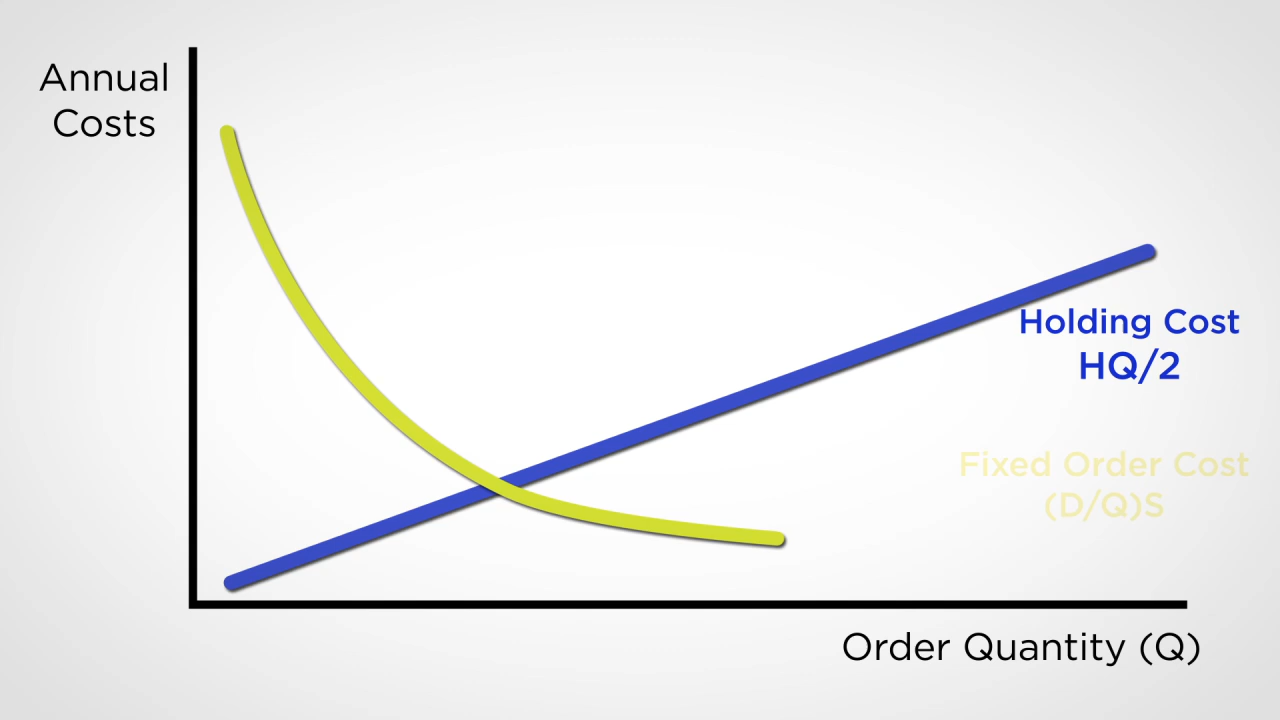 Annual
Costs
Holding Cost
HQ/2
Fixed Order Cost
(D/Q)S
Order Quantity (Q)